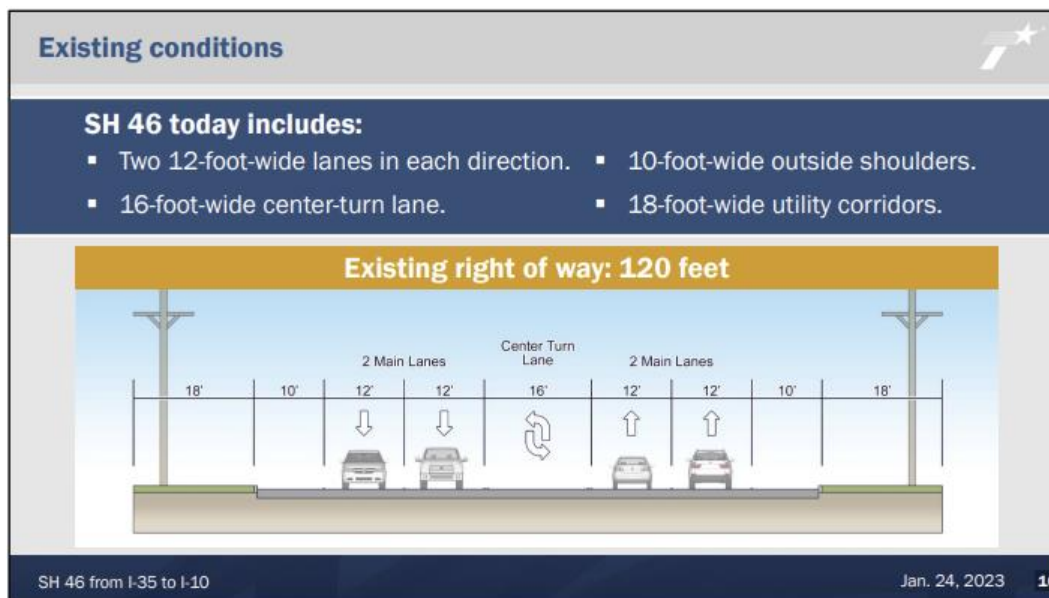 Existing conditions
SH 46 today includes:
▪ Two 12-foot-wide lanes in each direction.
▪ 16-foot-wide center-turn lane.
▪ 10-foot-wide outside shoulders.
▪ 18-foot-wide utility corridors.
Existing right of way: 120 feet
2 Main Lanes
Center Turn
Lane
2 Main Lanes
18' 10' 12' 12' 16' 12' 12' 10' 18'
SH 46 from I-35 to I-10
Jan. 24, 2023